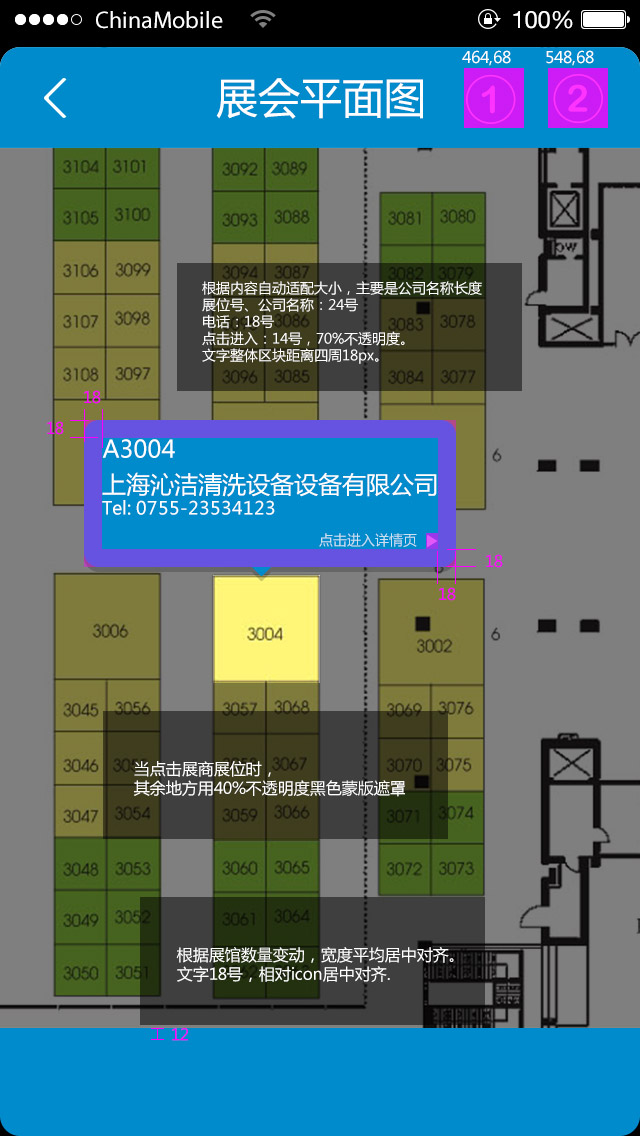 ChinaMobile 100%
464,68 548,68
展会平面图 1 2
3104 3101 3092 3089
3105 3100 3093 3088 3081 3080
3106 3099 3094 3087 3082 3079
根据内容自动适配大小，主要是公司名称长度
展位号、公司名称：24号
电话：18号
点击进入：14号，70%不透明度。
文字整体区块距离四周18px。
3107 3098 3086 3083 3078
3108 3097 3096 3085 3084 3077
18
18
A3004
上海沁洁清洗设备设备有限公司
Tel: 0755-23534123
点击进入详情页
6
18
6
18
3006 3004 3002 6
3045 3056 3057 3068 3069 3076
3046 3067 3070 3075
当点击展商展位时，
其余地方用40%不透明度黑色蒙版遮罩
3047 3054 3059 3066 3071 3074
3048 3053 3060 3065 3072 3073
3049 3052 3061 3064
根据展馆数量变动，宽度平均居中对齐。
文字18号，相对icon居中对齐.
3050 3051
12